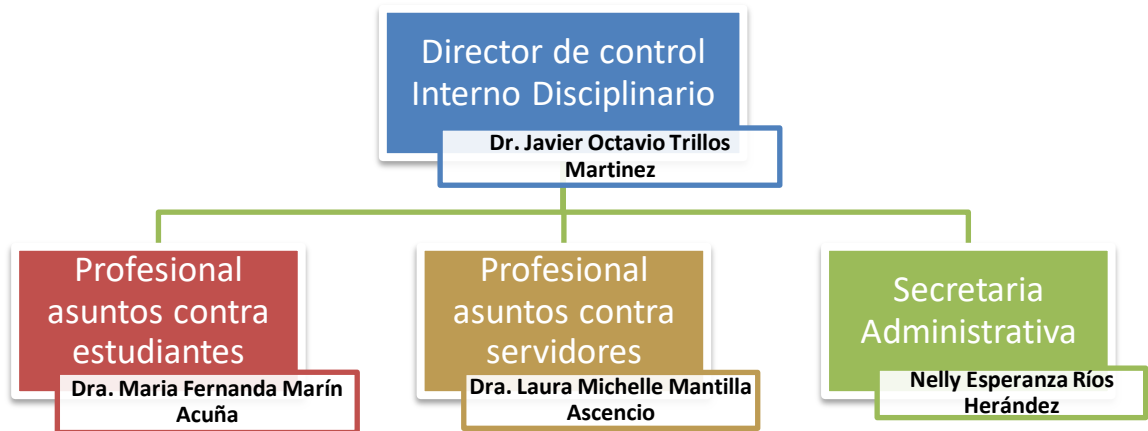 Director de control
Interno Disciplinario
Dr. Javier Octavio Trillos
Martinez
Profesional
asuntos contra
estudiantes
Dra. Maria Fernanda Marín
Acuña
Profesional
asuntos contra
servidores
Dra. Laura Michelle Mantilla
Ascencio
Secretaria
Administrativa
Nelly Esperanza Ríos
Herández